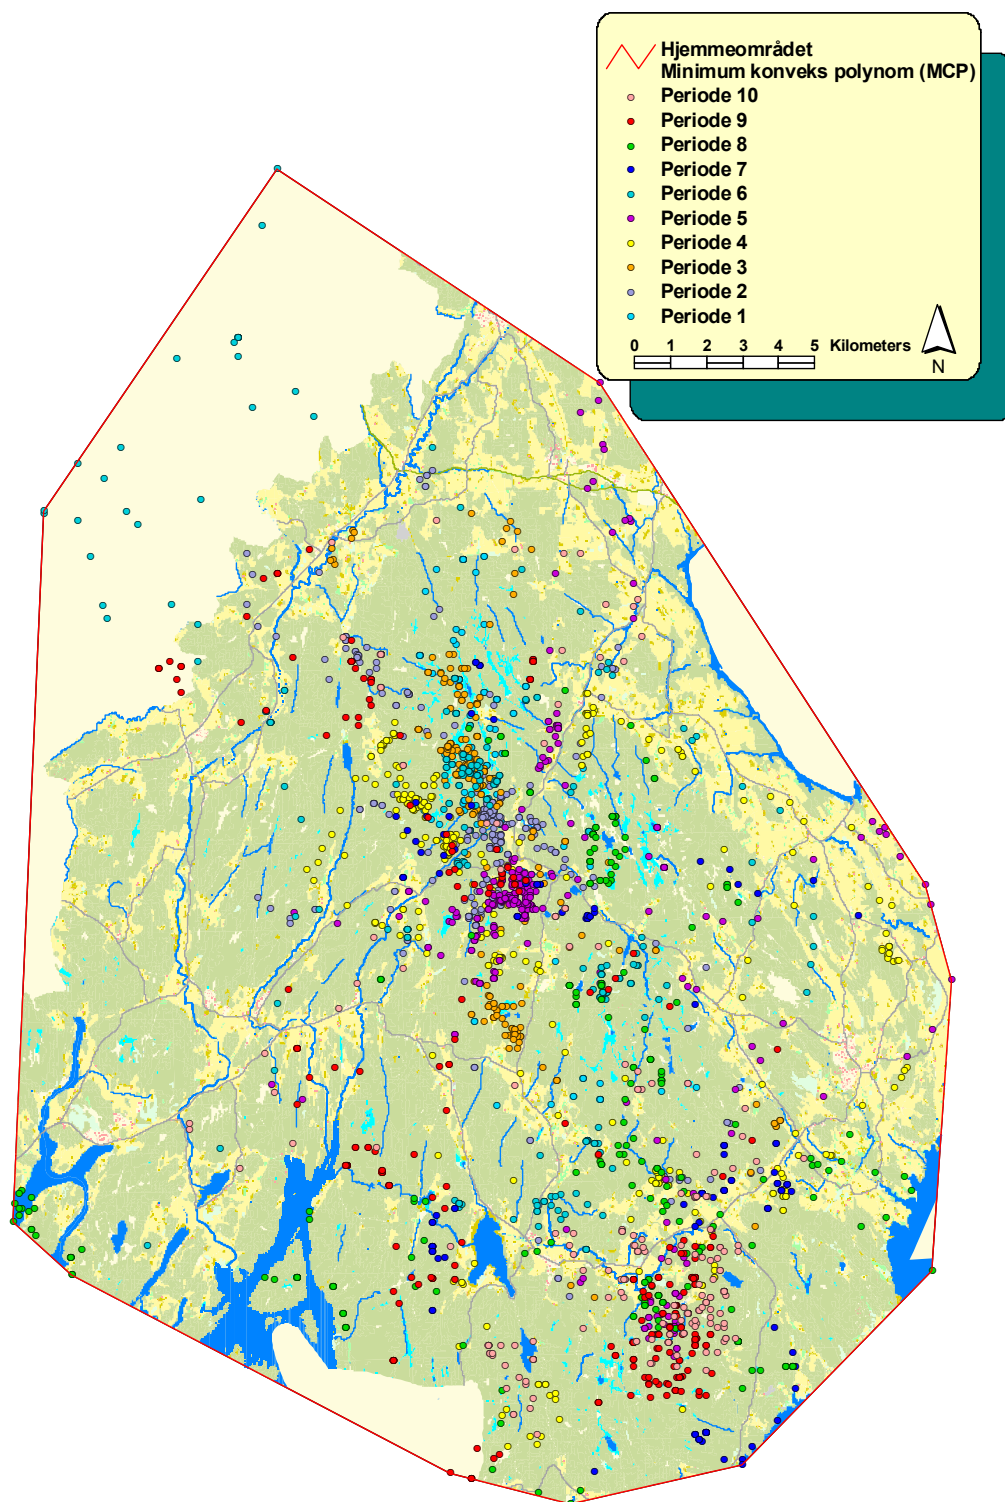 Hjemmeområdet
Minimum konveks polynom (MCP)
Periode 10
Periode 9
Periode 8
Periode 7
Periode 6
Periode 5
Periode 4
Periode 3
Periode 2
Periode 1
0 1 2 3 4 5 Kilometers
N